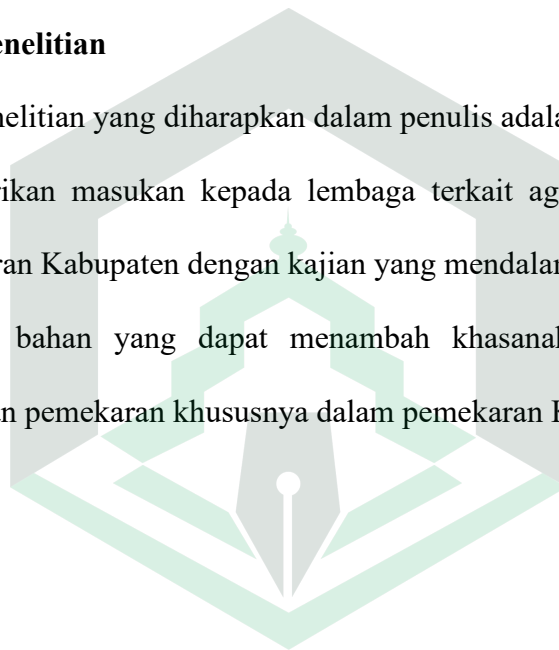 enelitian
nelitian yang diharapkan dalam penulis adala
rikan masukan kepada lembaga terkait ag
ran Kabupaten dengan kajian yang mendalan
bahan yang dapat menambah khasanal
n pemekaran khususnya dalam pemekaran